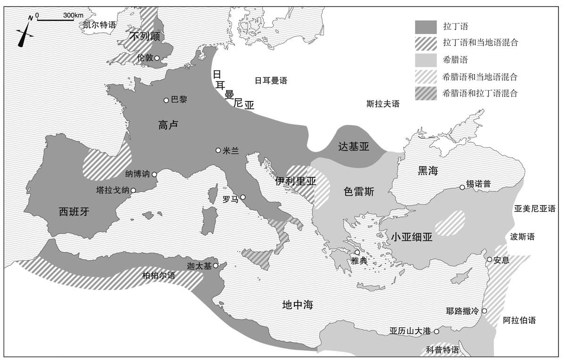 N
0 300km
凯尔特语
不列颠
伦敦
拉丁语
拉丁语和当地语混合
希腊语
希腊语和当地语混合
希腊语和拉丁语混合
日耳曼尼亚
日耳曼语
斯拉夫语
巴黎
高卢
米兰
达基亚
黑海
纳博讷
塔拉戈纳
伊利里亚
色雷斯
锡诺普
罗马
西班牙
亚美尼亚语
小亚细亚
波斯语
雅典
安息
迦太基
柏柏尔语
地中海
耶路撒冷
阿拉伯语
亚历山大港
科普特语